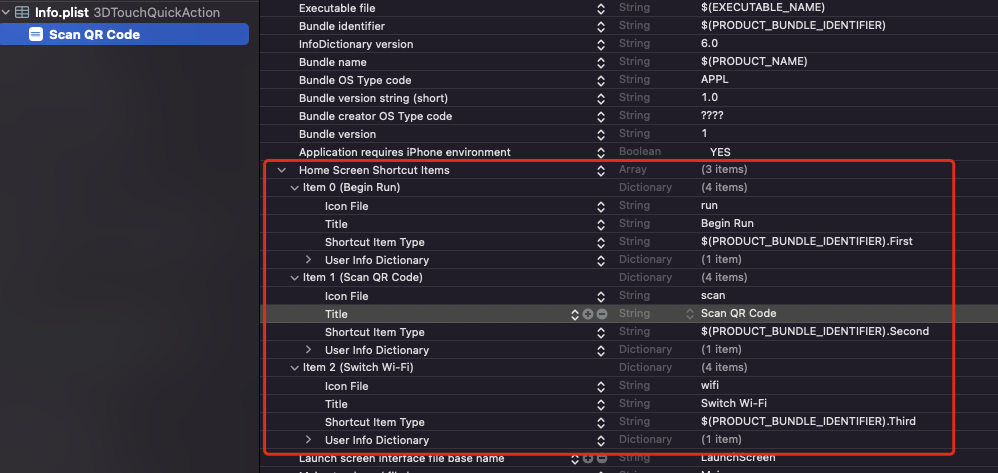 Info.plist 3DTouchQuickAction
Scan QR Code
Executable file String $(EXECUTABLE_NAME)
Bundle identifier String $(PRODUCT_BUNDLE_IDENTIFIER)
InfoDictionary version String 6.0
Bundle name String $(PRODUCT_NAME)
Bundle OS Type code String APPL
Bundle version string (short) String 1.0
Bundle creator OS Type code String ????
Bundle version String 1
Application requires iPhone environment Boolean YES
Home Screen Shortcut Items Array (3 items)
Item 0 (Begin Run) Dictionary (4 items)
Icon File String run
Title String Begin Run
Shortcut Item Type String $(PRODUCT_BUNDLE_IDENTIFIER).First
User Info Dictionary Dictionary (1 item)
Item 1 (Scan QR Code) Dictionary (4 items)
Icon File String scan
Title String Scan QR Code
Shortcut Item Type String $(PRODUCT_BUNDLE_IDENTIFIER).Second
User Info Dictionary Dictionary (1 item)
Item 2 (Switch Wi-Fi) Dictionary (4 items)
Icon File String wifi
Title String Switch Wi-Fi
Shortcut Item Type String $(PRODUCT_BUNDLE_IDENTIFIER).Third
User Info Dictionary Dictionary (1 item)
Launch screen interface file base name String LaunchScreen